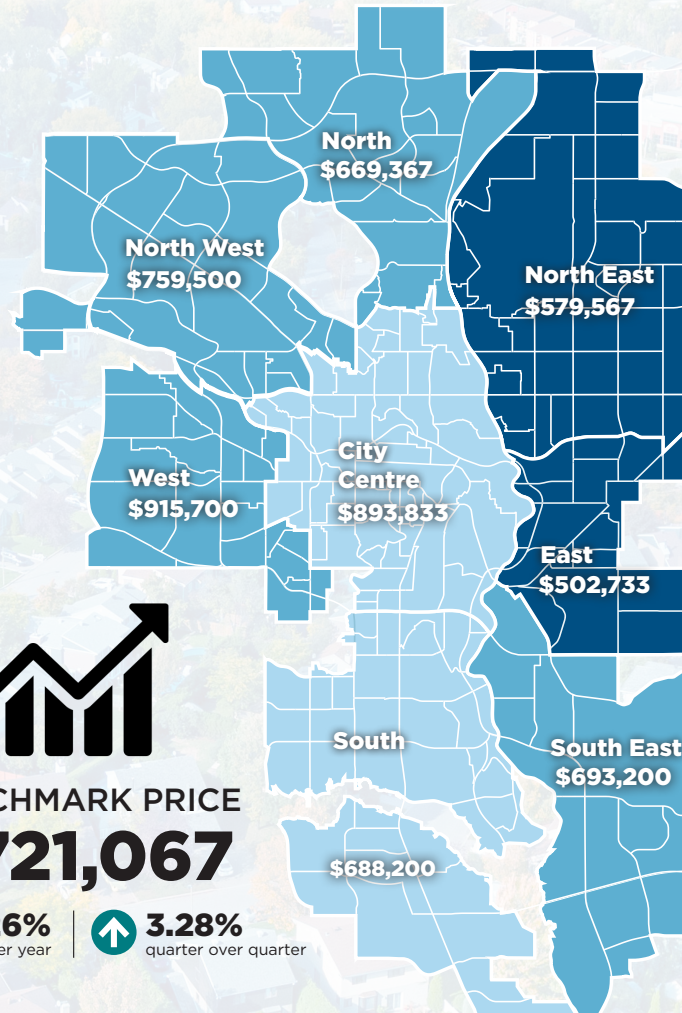 North
$669,367
North West
$759,500
North East
$579,567
City
Centre
$893,833
West
$915,700
East
$502,733
South
South East
$693,200
$688,200
CHMARK PRICE
721,067
6%
er year
3.28%
quarter over quarter